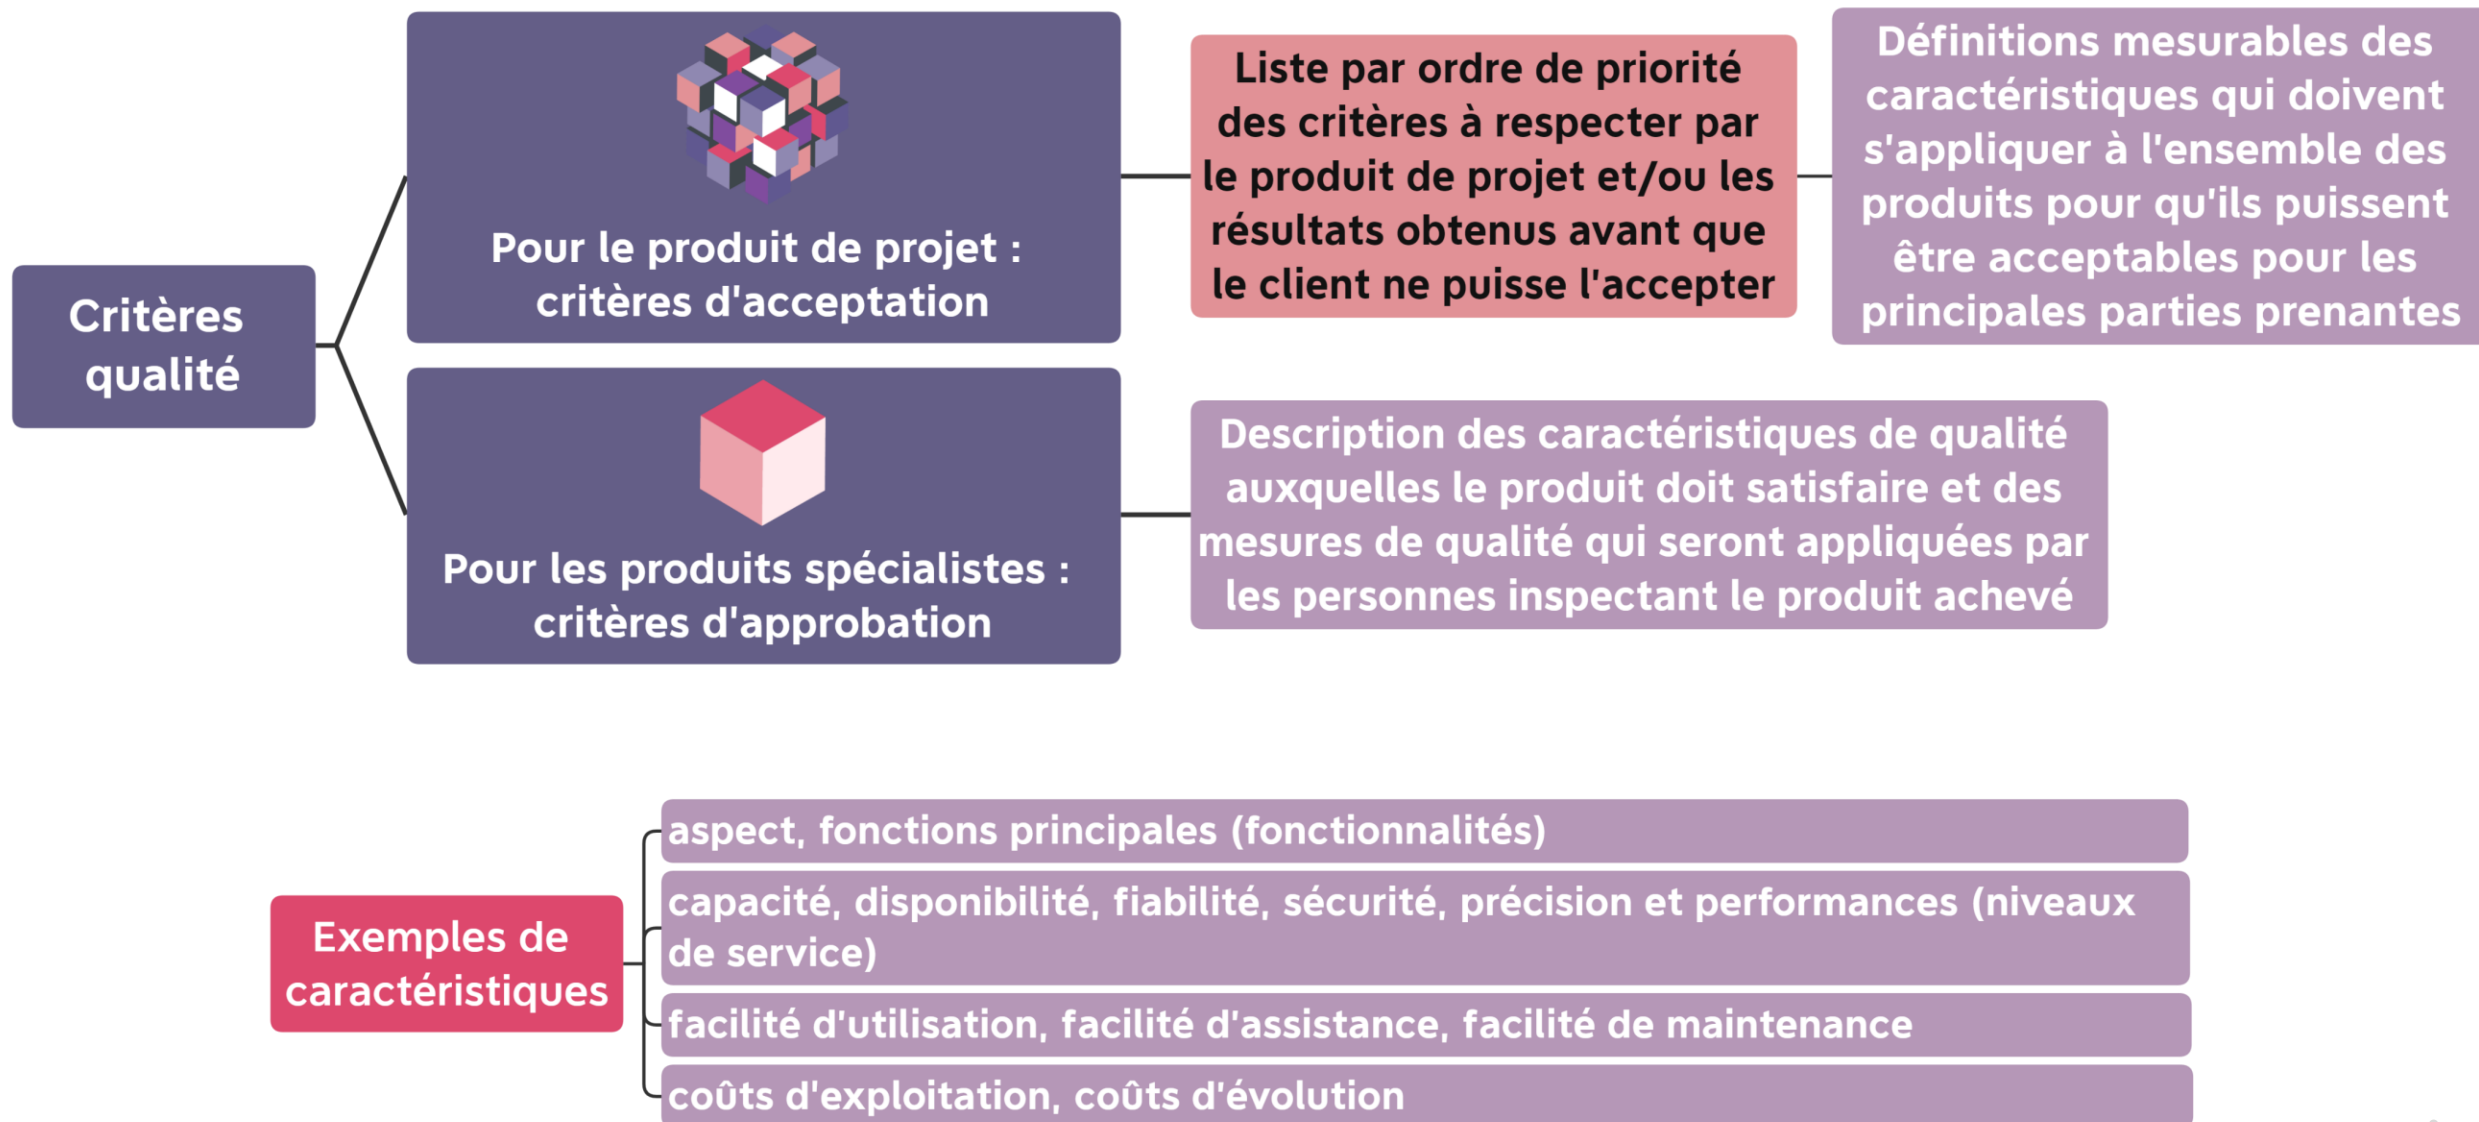 Critères
qualité
Pour le produit de projet :
critères d'acceptation
Liste par ordre de priorité
des critères à respecter par
le produit de projet et/ou les
résultats obtenus avant que
le client ne puisse l'accepter
Définitions mesurables des
caractéristiques qui doivent
s'appliquer à l'ensemble des
produits pour qu'ils puissent
être acceptables pour les
principales parties prenantes
Pour les produits spécialistes :
critères d'approbation
Description des caractéristiques de qualité
auxquelles le produit doit satisfaire et des
mesures de qualité qui seront appliquées par
les personnes inspectant le produit achevé
Exemples de
caractéristiques
aspect, fonctions principales (fonctionnalités)
capacité, disponibilité, fiabilité, sécurité, précision et performances (niveaux
de service)
facilité d'utilisation, facilité d'assistance, facilité de maintenance
coûts d'exploitation, coûts d'évolution